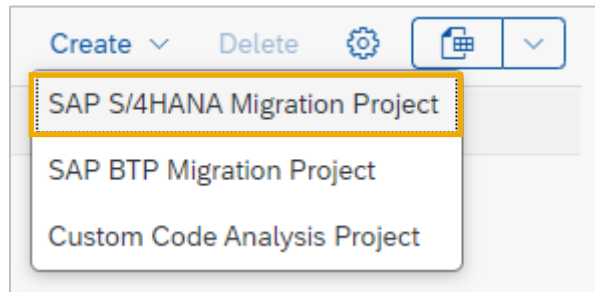 Create Delete
SAP S/4HANA Migration Project
SAP BTP Migration Project
Custom Code Analysis Project